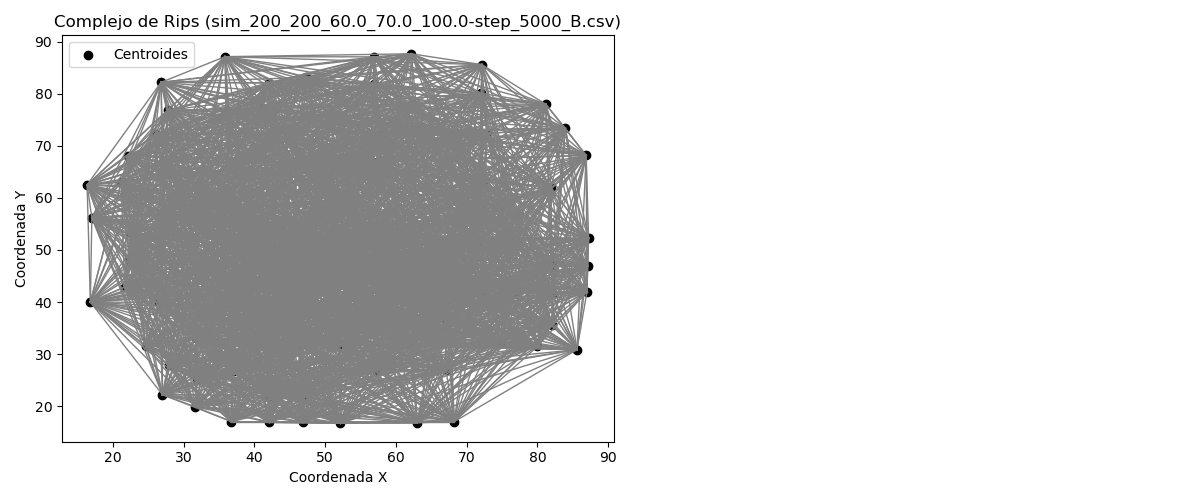 Complejo de Rips (sim_200_200_60.0_70.0_100.0-step_5000_B.csv)
Centroides
90
80
70
60
50
40
30
20
Coordenada Y
20 30 40 50 60 70 80 90
Coordenada X